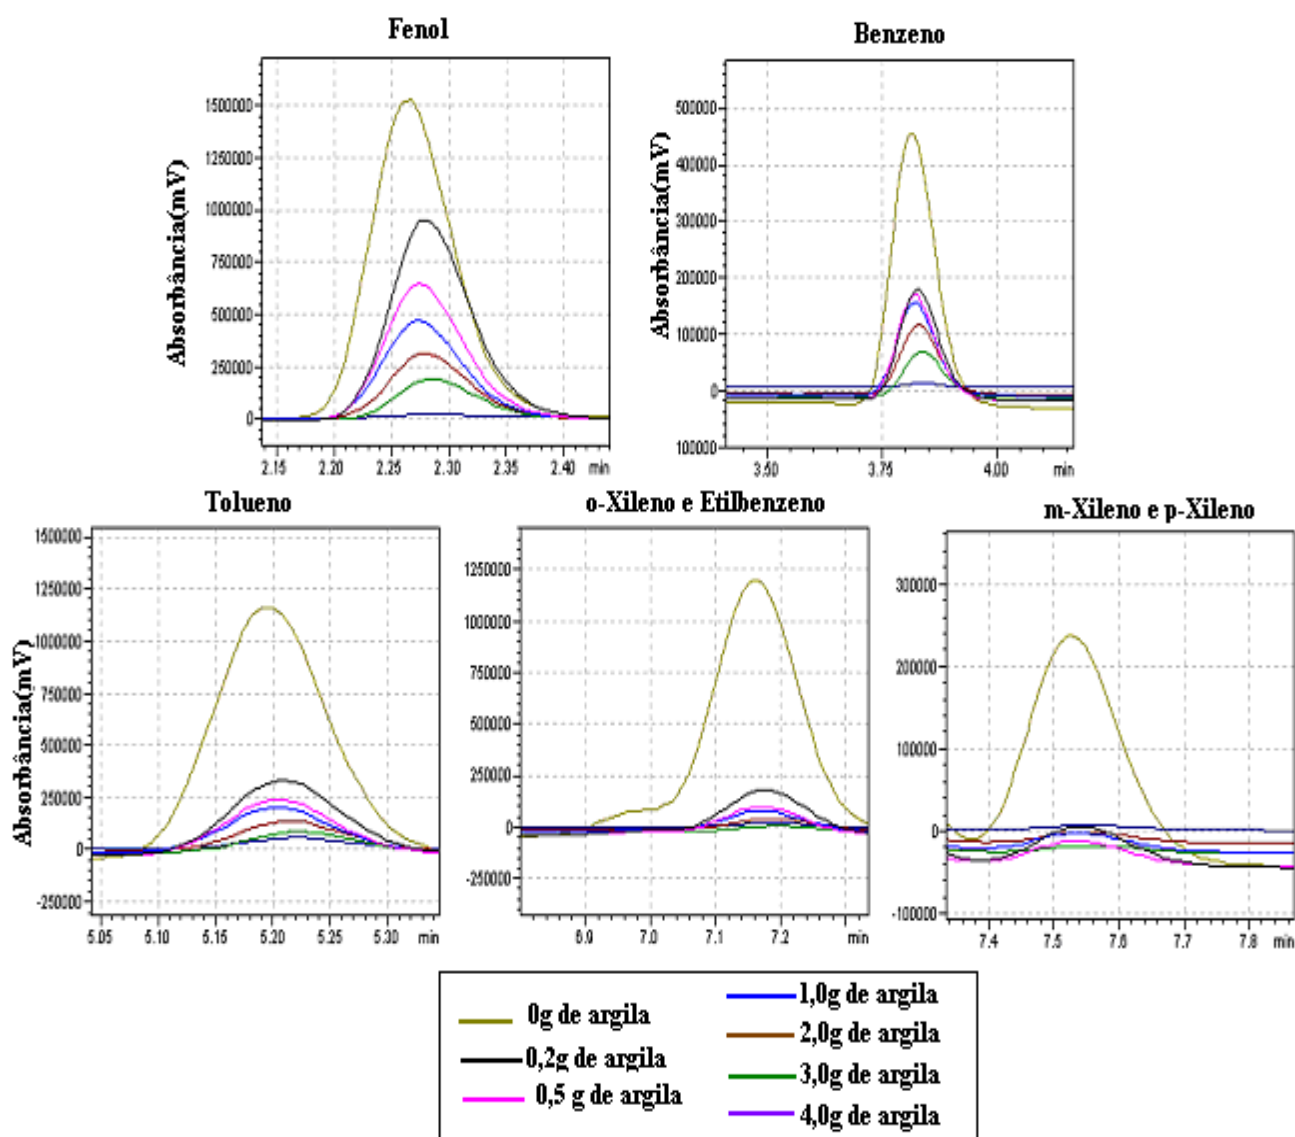 Fenol
Absorbância(mV)
1500000
1250000
1000000
750000
500000
250000
0
2.15 2.20 2.25 2.30 2.35 2.40 min
Benzeno
Absorbância(mV)
500000
400000
300000
200000
100000
0
100000
3.50 3.75 4.00 min
Tolueno
Absorbância(mV)
1500000
1250000
1000000
750000
500000
250000
0
-250000
5.05 5.10 5.15 5.20 5.25 5.30 min
o-Xileno e Etilbenzeno
1250000
1000000
750000
500000
250000
0
-250000
6.9 7.0 7.1 7.2 min
m-Xileno e p-Xileno
300000
200000
100000
0
-100000
7.4 7.5 7.6 7.7 7.8 min
0g de argila
0,2g de argila
0,5 g de argila
1,0g de argila
2,0g de argila
3,0g de argila
4,0g de argila